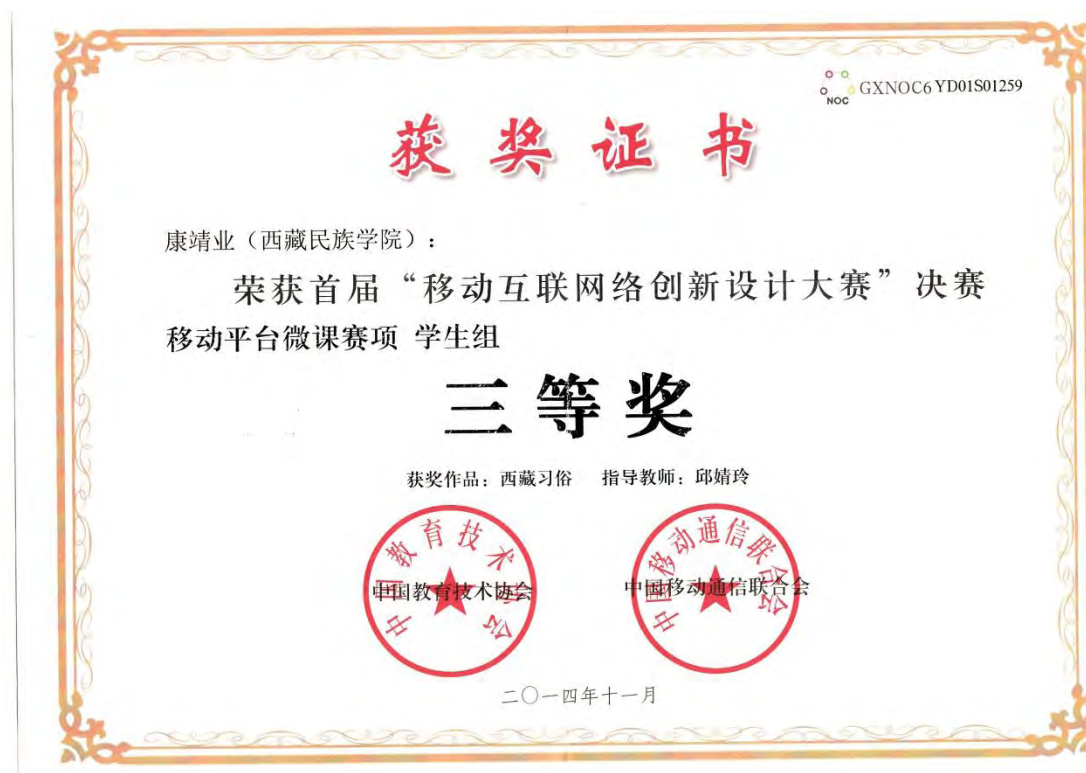 NOC GXNOC6 YD01S01259
获奖证书
康靖业（西藏民族学院）：
荣获首届“移动互联网络创新设计大赛”决赛
移动平台微课赛项 学生组
三等奖
获奖作品：西藏习俗 指导教师：邱婧玲
中国教育技术协会
中国教育技术协会
中国移动通信联合会
中国移动通信联合会
二〇一四年十一月